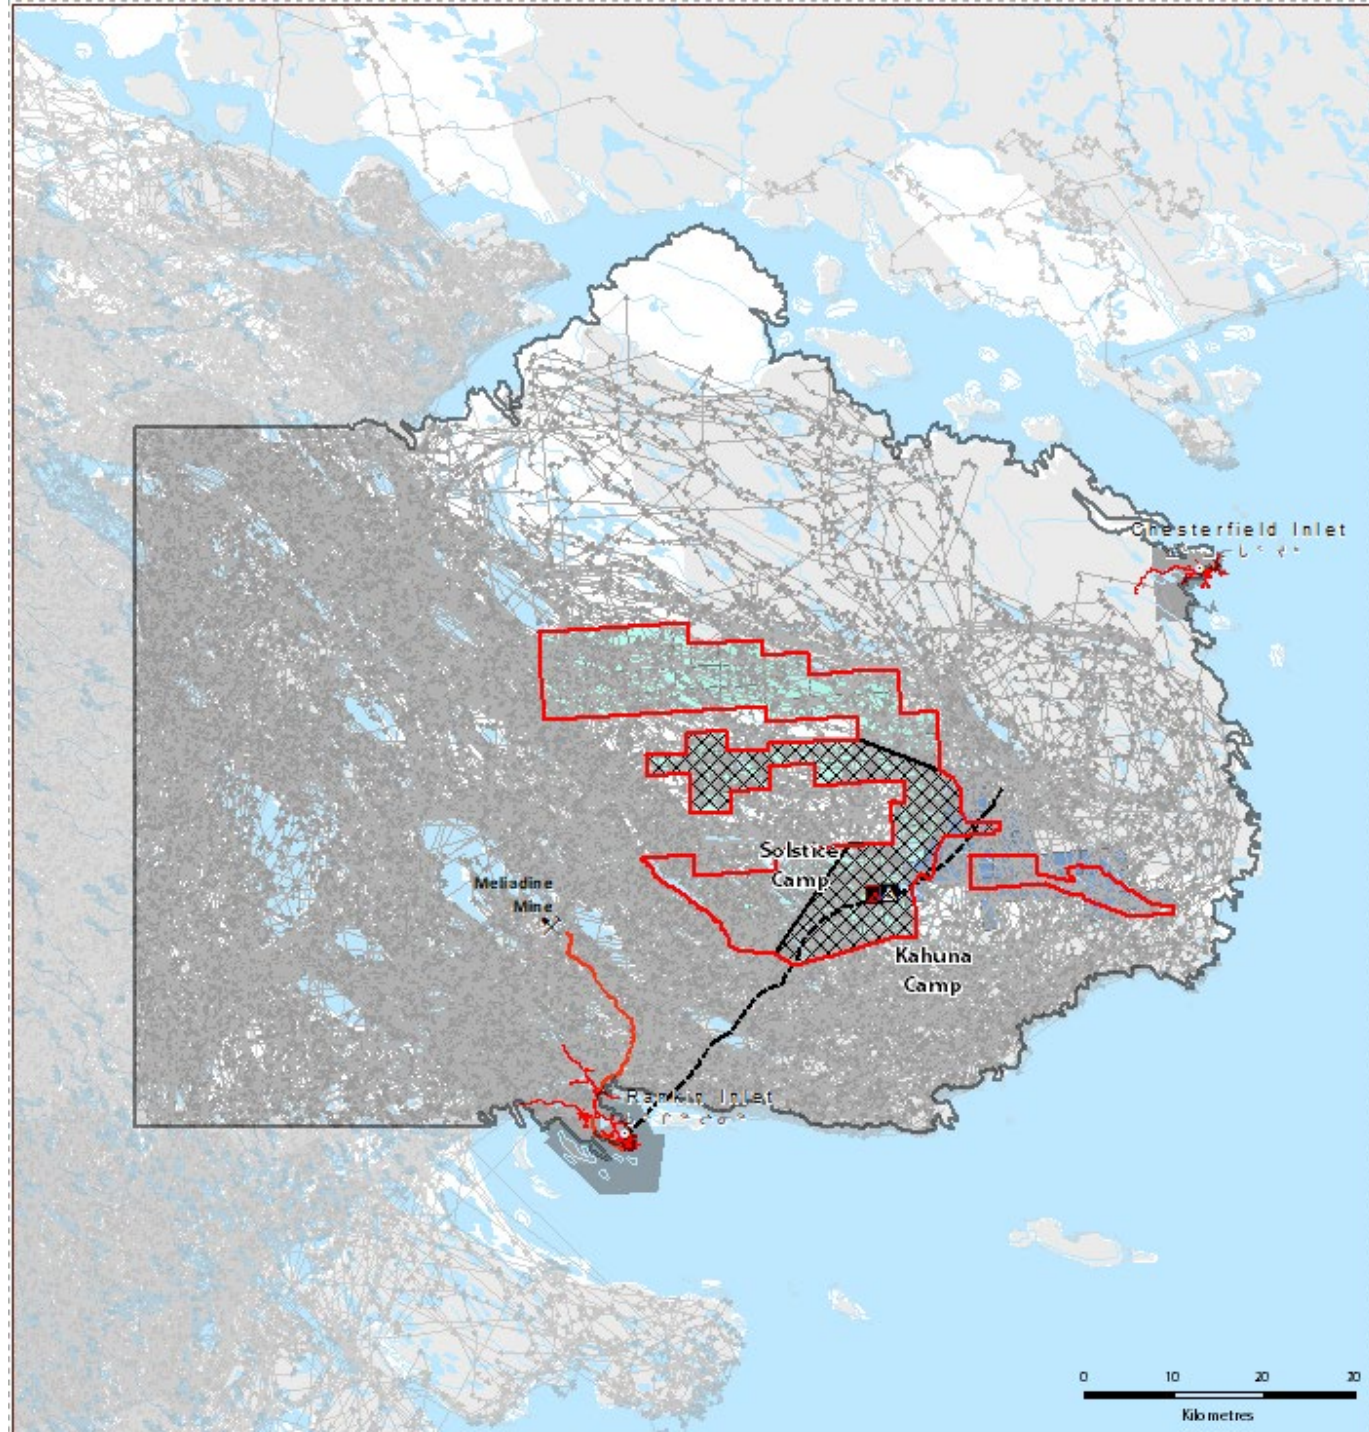 Chesterfield Inlet
Solstice
Camp
Meliadine
Mine
Kahuna
Camp
Rankin Inlet
0 10 20 30
Kilometres